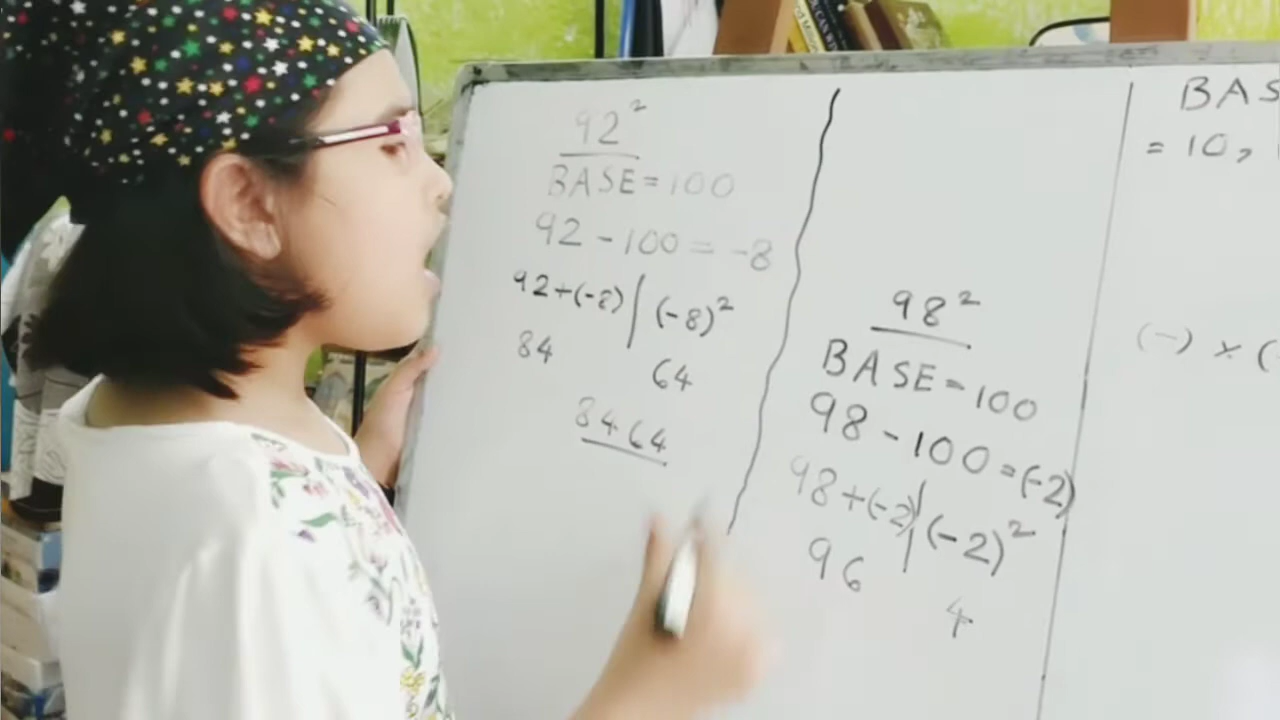 92²
BASE = 100
92 - 100 = -8
92+(-8) | (-8)²
84 64
8464
98²
BASE = 100
98 - 100 = (-2)
98+(-2) | (-2)²
96 4
BAS
= 10,
(-) × (-